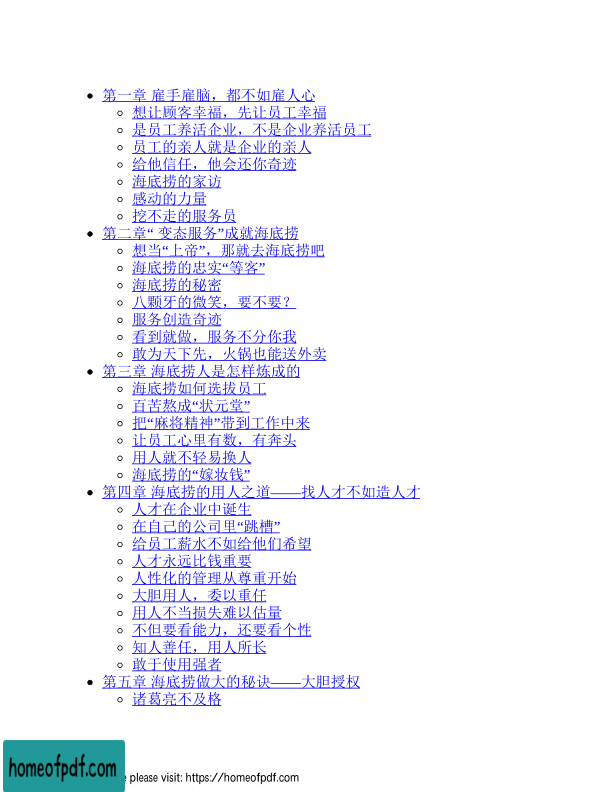 第一章 雇手雇脑，都不如雇人心
想让顾客幸福，先让员工幸福
是员工养活企业，不是企业养活员工
员工的亲人就是企业的亲人
给他信任，他会还你奇迹
海底捞的家访
感动的力量
挖不走的服务员
第二章“ 变态服务”成就海底捞
想当“上帝”，那就去海底捞吧
海底捞的忠实“等客”
海底捞的秘密
八颗牙的微笑，要不要？
服务创造奇迹
看到就做，服务不分你我
敢为天下先，火锅也能送外卖
第三章 海底捞人是怎样炼成的
海底捞如何选拔员工
百苦熬成“状元堂”
把“麻将精神”带到工作中来
让员工心里有数，有奔头
用人就不轻易换人
海底捞的“嫁妆钱”
第四章 海底捞的用人之道——找人才不如造人才
人才在企业中诞生
在自己的公司里“跳槽”
给员工薪水不如给他们希望
人才永远比钱重要
人性化的管理从尊重开始
大胆用人，委以重任
用人不当损失难以估量
不但要看能力，还要看个性
知人善任，用人所长
敢于使用强者
第五章 海底捞做大的秘诀——大胆授权
诸葛亮不及格
homeofpdf.com
e please visit: https://homeofpdf.com